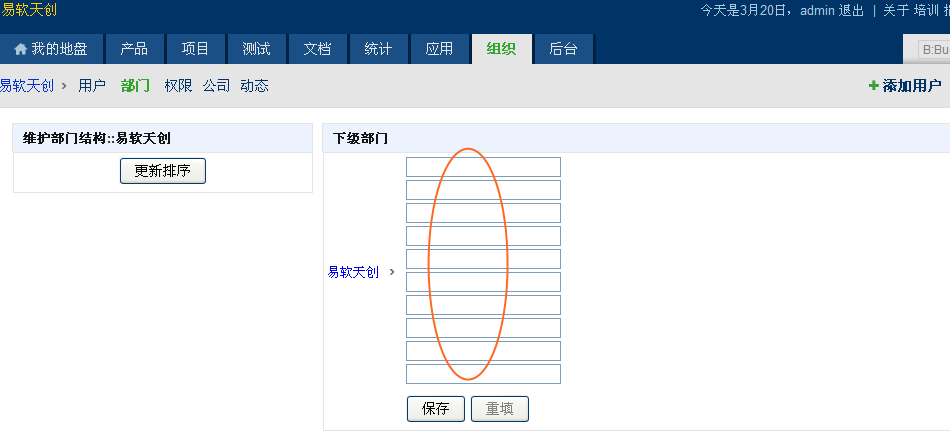 易软天创 今天是3月20日，admin 退出 | 关于 培训
我的地盘 产品 项目 测试 文档 统计 应用 组织 后台 B:Bu
易软天创 › 用户 部门 权限 公司 动态 添加用户
维护部门结构::易软天创 下级部门
更新排序
易软天创 ›
保存 重填